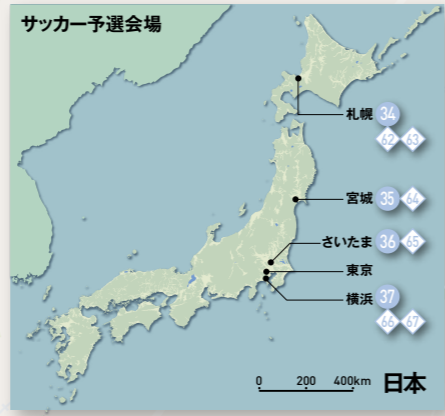 サッカー予選会場
札幌 34
62 63
宮城 35 64
さいたま 36 65
東京
横浜 37
66 67
0 200 400km
日本